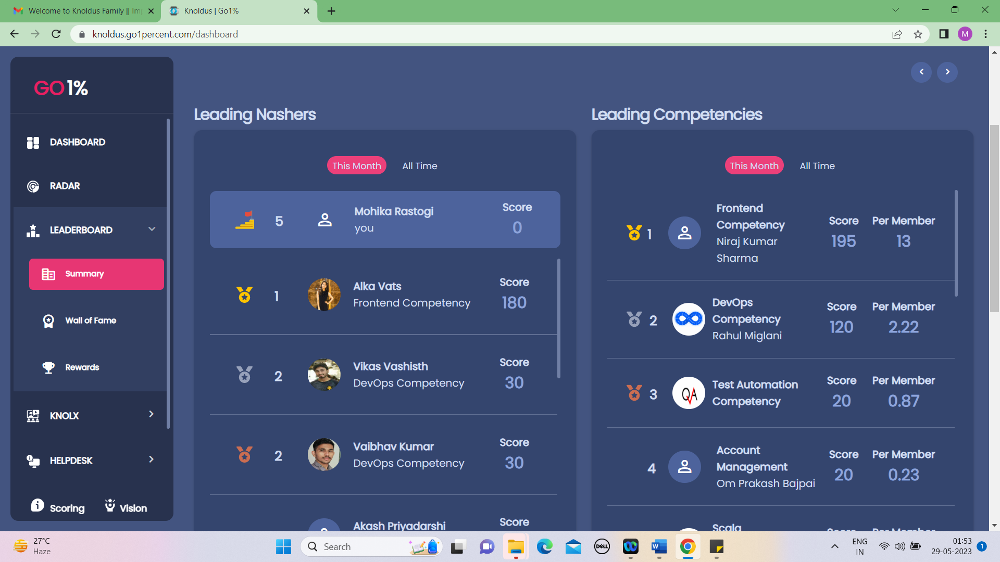 Welcome to Knoldus Family || Im
Knoldus | Go1%
knoldus.go1percent.com/dashboard
M
GO1%
DASHBOARD
RADAR
LEADERBOARD
Summary
Wall of Fame
Rewards
KNOLX
HELPDESK
Scoring
Vision
Leading Nashers
This Month
All Time
5
Mohika Rastogi
you
Score
0
1
Alka Vats
Frontend Competency
Score
180
2
Vikas Vashisth
DevOps Competency
Score
30
2
Vaibhav Kumar
DevOps Competency
Score
30
Akash Priyadarshi
Score
Leading Competencies
This Month
All Time
1
Frontend
Competency
Niraj Kumar
Sharma
Score
195
Per Member
13
2
DevOps
Competency
Rahul Miglani
Score
120
Per Member
2.22
QA
3
Test Automation
Competency
Score
20
Per Member
0.87
4
Account
Management
Om Prakash Bajpai
Score
20
Per Member
0.23
Scala
Score
Per Member
27°C
Haze
Search
DELL
W
ENG
IN
01:53
29-05-2023
1